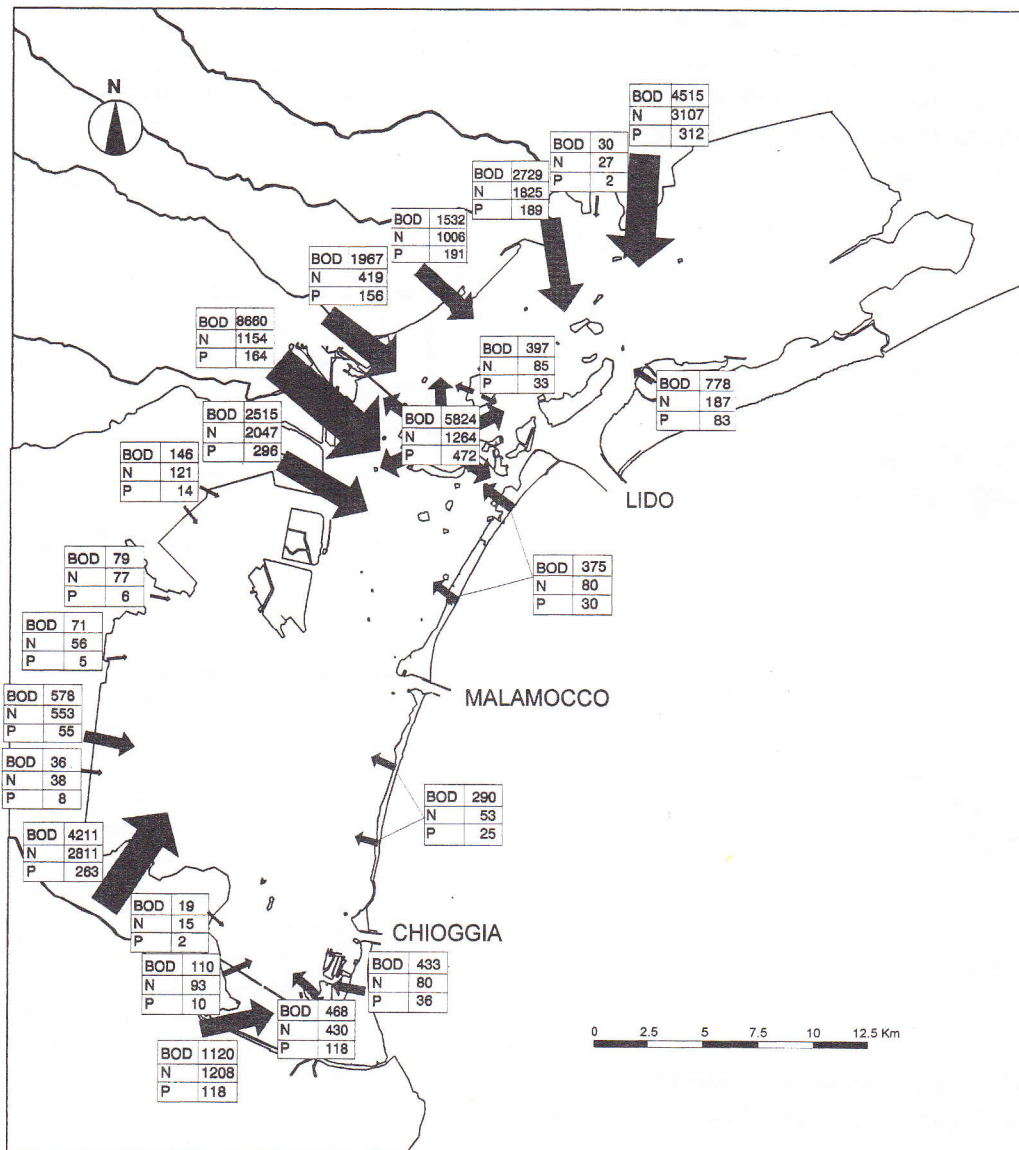 N
BOD 4515
N 3107
P 312
BOD 30
N 27
P 2
BOD 2729
N 1825
P 189
BOD 1532
N 1006
P 191
BOD 1967
N 419
P 156
BOD 8660
N 1154
P 164
BOD 397
N 85
P 33
BOD 778
N 187
P 83
BOD 2515
N 2047
P 296
BOD 5824
N 1264
P 472
BOD 146
N 121
P 14
LIDO
BOD 79
N 77
P 6
BOD 375
N 80
P 30
BOD 71
N 56
P 5
MALAMOCCO
BOD 578
N 553
P 55
BOD 36
N 38
P 8
BOD 290
N 53
P 25
BOD 4211
N 2811
P 263
BOD 19
N 15
P 2
CHIOGGIA
BOD 110
N 93
P 10
BOD 433
N 80
P 36
BOD 468
N 430
P 118
BOD 1120
N 1208
P 118
0 2.5 5 7.5 10 12.5 Km